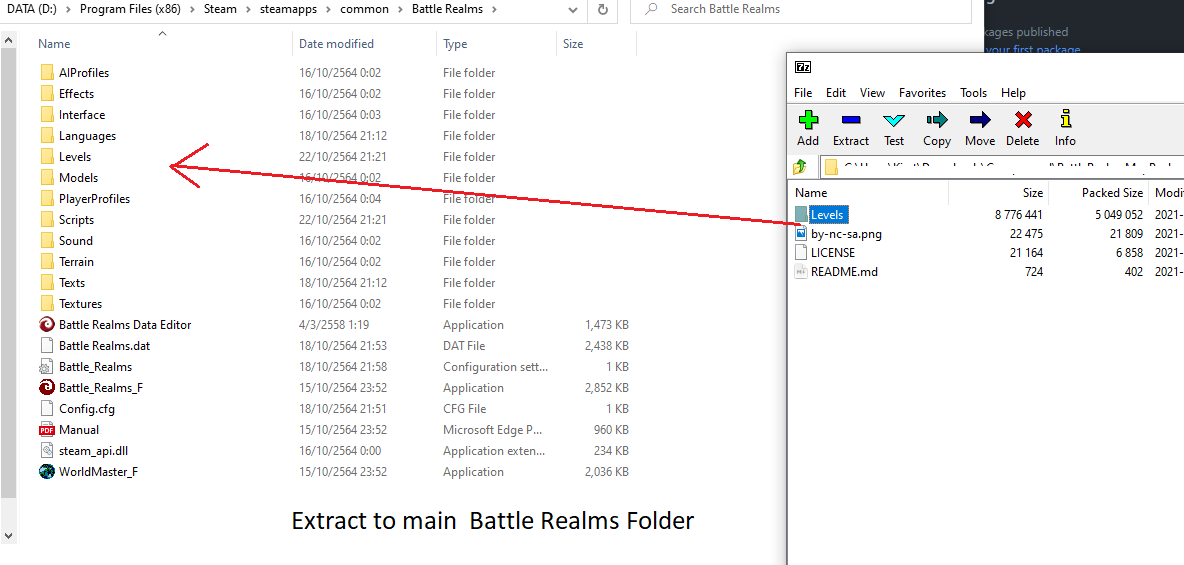 DATA (D:) > Program Files (x86) > Steam > steamapps > common > Battle Realms >
Search Battle Realms
Name Date modified Type Size
AIProfiles 16/10/2564 0:02 File folder
Effects 16/10/2564 0:02 File folder
Interface 16/10/2564 0:03 File folder
Languages 18/10/2564 21:12 File folder
Levels 22/10/2564 21:21 File folder
Models 16/10/2564 0:02 File folder
PlayerProfiles 16/10/2564 0:04 File folder
Scripts 22/10/2564 21:21 File folder
Sound 16/10/2564 0:02 File folder
Terrain 16/10/2564 0:02 File folder
Texts 18/10/2564 21:12 File folder
Textures 16/10/2564 0:02 File folder
Battle Realms Data Editor 4/3/2558 1:19 Application 1,473 KB
Battle Realms.dat 18/10/2564 21:53 DAT File 2,438 KB
Battle_Realms 18/10/2564 21:58 Configuration sett... 1 KB
Battle_Realms_F 15/10/2564 23:52 Application 2,852 KB
Config.cfg 18/10/2564 21:51 CFG File 1 KB
Manual 15/10/2564 23:52 Microsoft Edge P... 960 KB
steam_api.dll 16/10/2564 0:00 Application exten... 234 KB
WorldMaster_F 15/10/2564 23:52 Application 2,036 KB
Extract to main Battle Realms Folder
kages published
your first package
7z
File Edit View Favorites Tools Help
Add Extract Test Copy Move Delete Info
Name Size Packed Size Modif
Levels 8 776 441 5 049 052 2021-
by-nc-sa.png 22 475 21 809 2021-
LICENSE 21 164 6 858 2021-
README.md 724 402 2021-